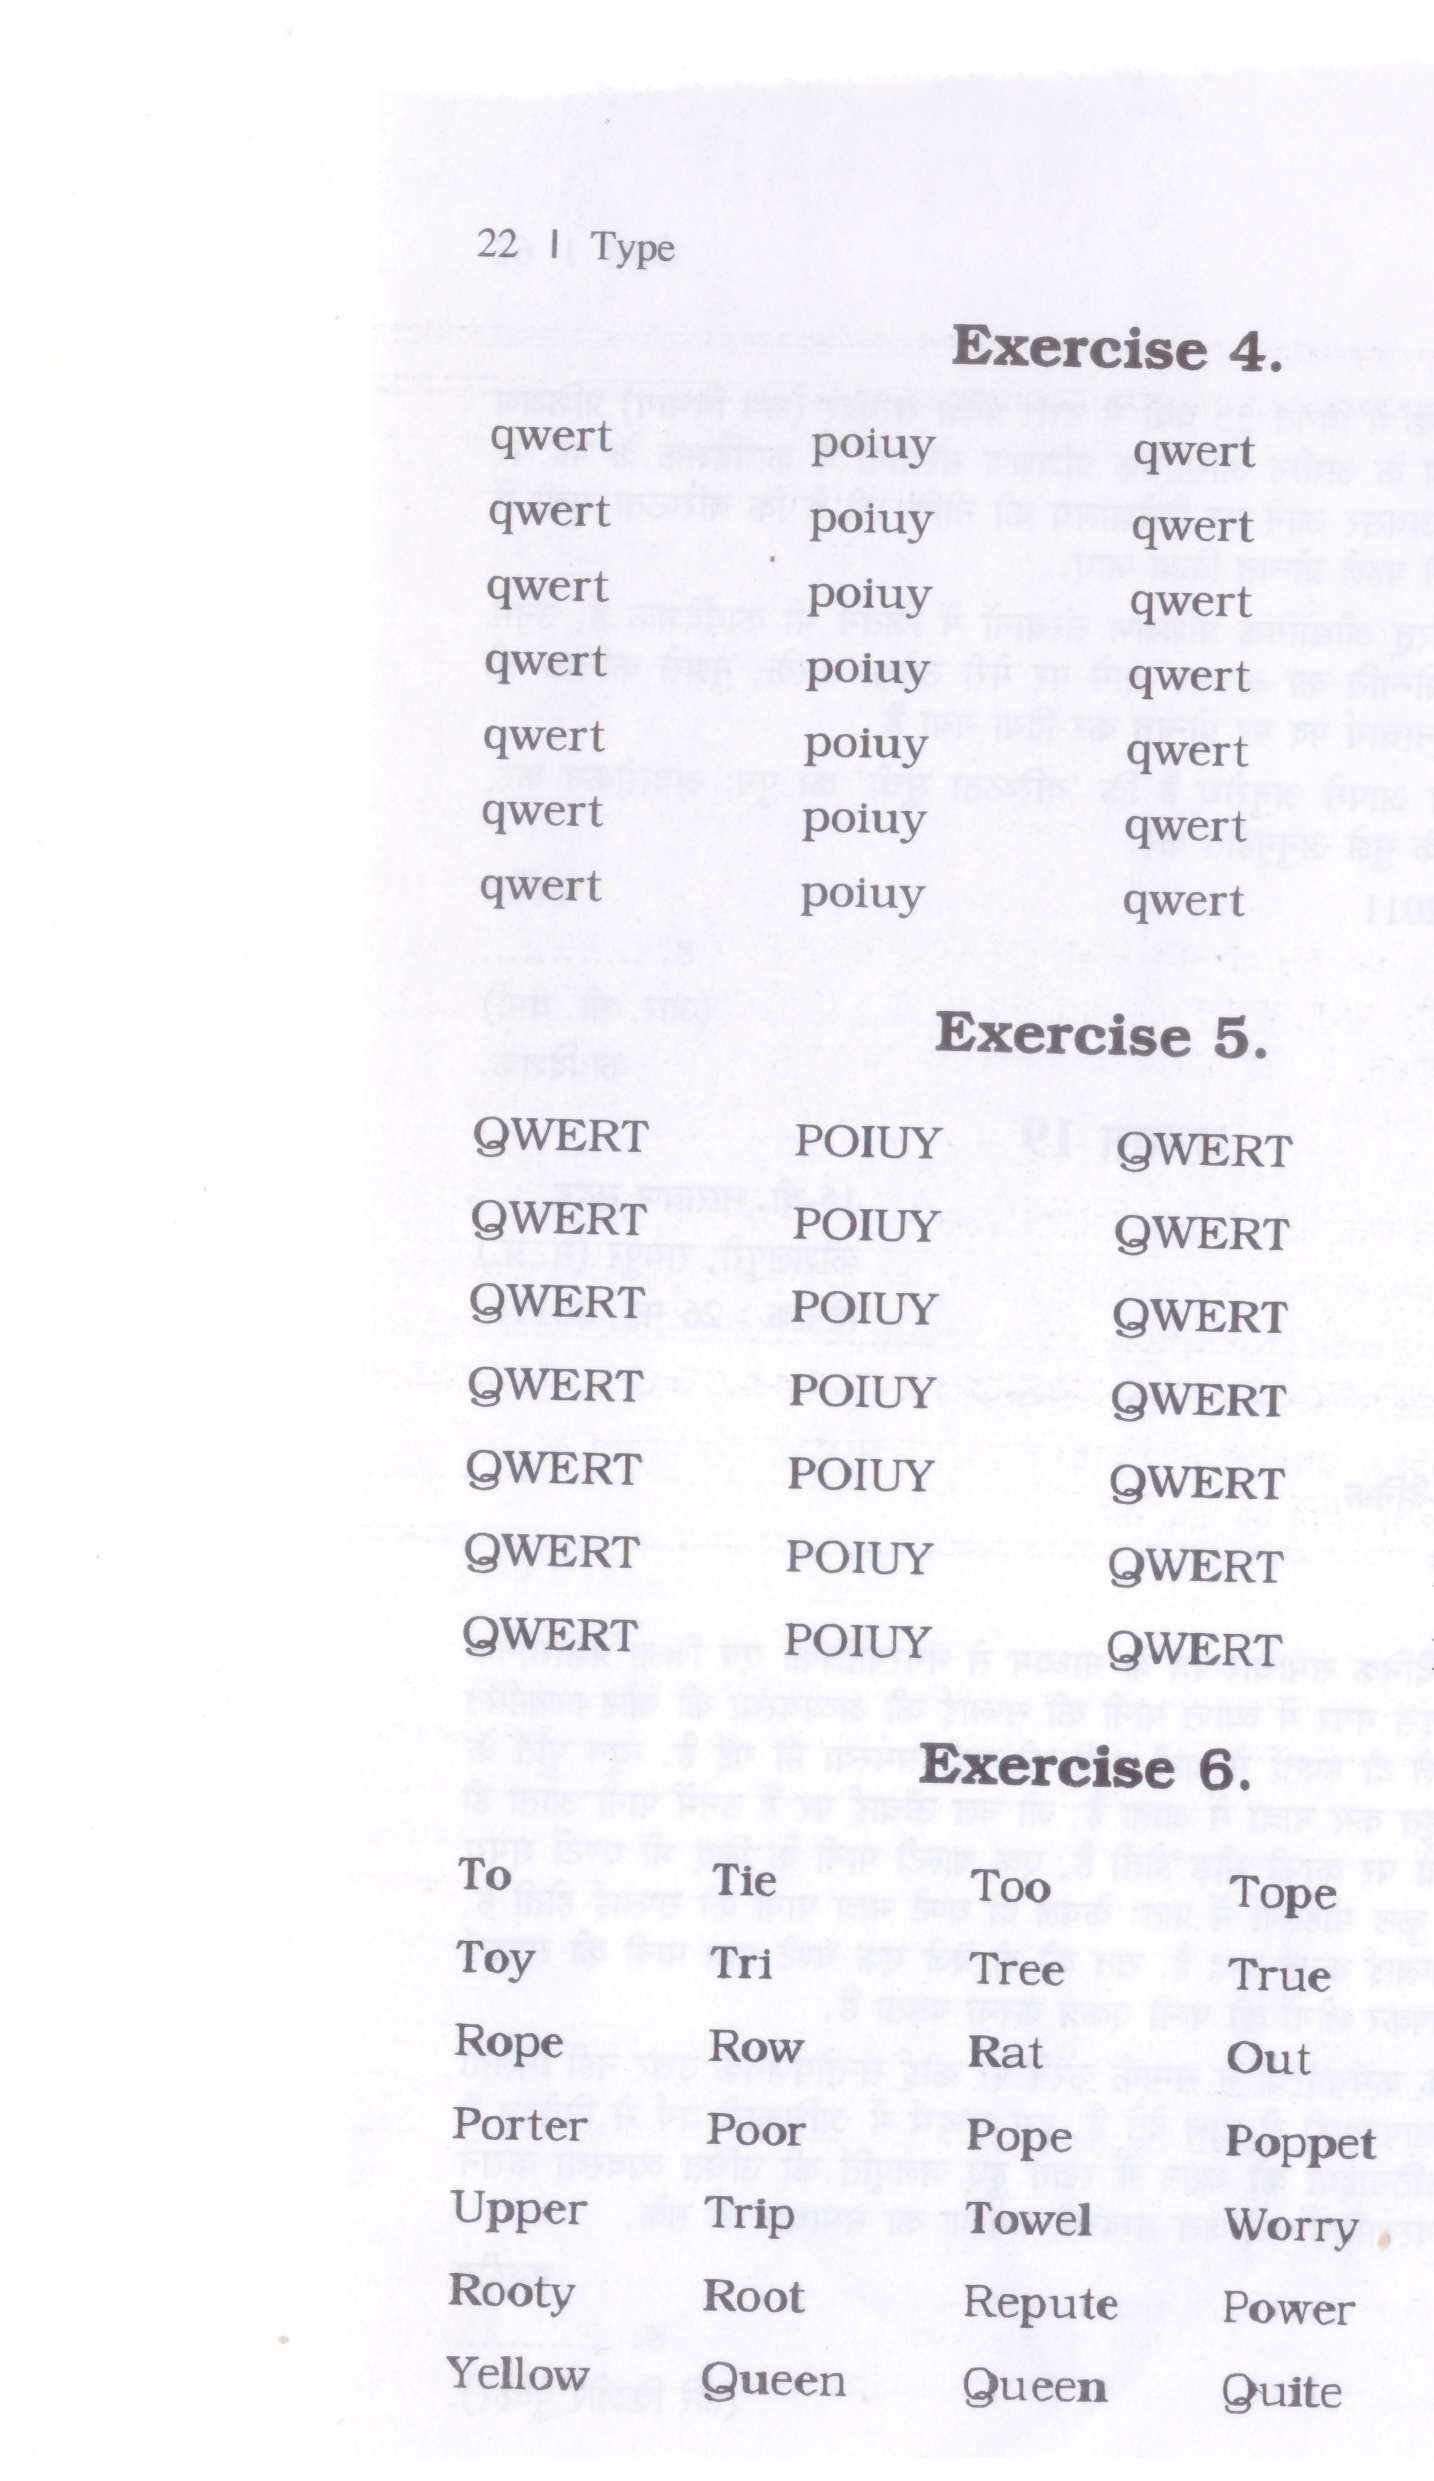 22 | Type
Exercise 4.
qwert poiuy qwert
qwert poiuy qwert
qwert poiuy qwert
qwert poiuy qwert
qwert poiuy qwert
qwert poiuy qwert
qwert poiuy qwert
Exercise 5.
QWERT POIUY QWERT
QWERT POIUY QWERT
QWERT POIUY QWERT
QWERT POIUY QWERT
QWERT POIUY QWERT
QWERT POIUY QWERT
QWERT POIUY QWERT
Exercise 6.
To Tie Too Tope
Toy Tri Tree True
Rope Row Rat Out
Porter Poor Pope Poppet
Upper Trip Towel Worry
Rooty Root Repute Power
Yellow Queen Queen Quite